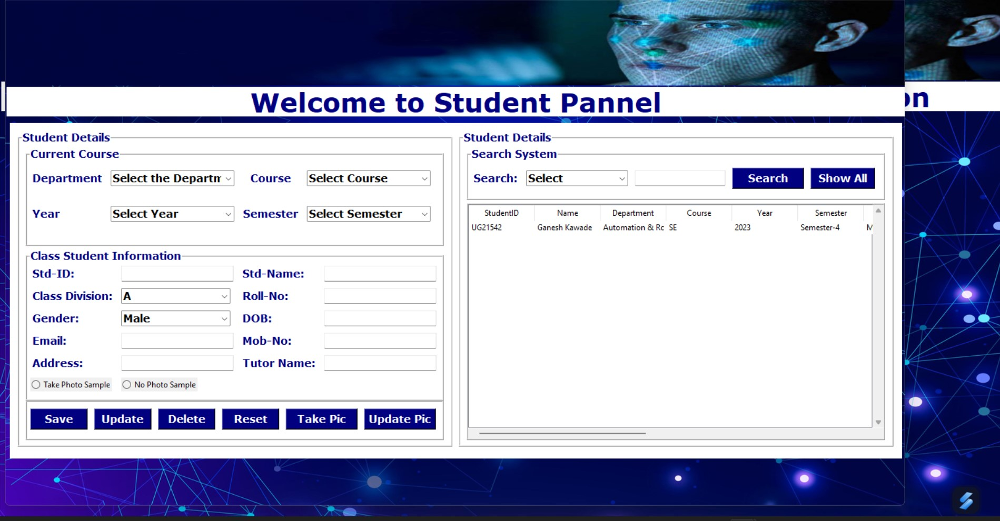 Welcome to Student Pannel
on
Student Details
Current Course
Department Select the Departm Course Select Course
Year Select Year Semester Select Semester
Class Student Information
Std-ID: Std-Name:
Class Division: A Roll-No:
Gender: Male DOB:
Email: Mob-No:
Address: Tutor Name:
Take Photo Sample No Photo Sample
Save Update Delete Reset Take Pic Update Pic
Student Details
Search System
Search: Select Search Show All
StudentID Name Department Course Year Semester
UG21542 Ganesh Kawade Automation & Rc SE 2023 Semester-4 M